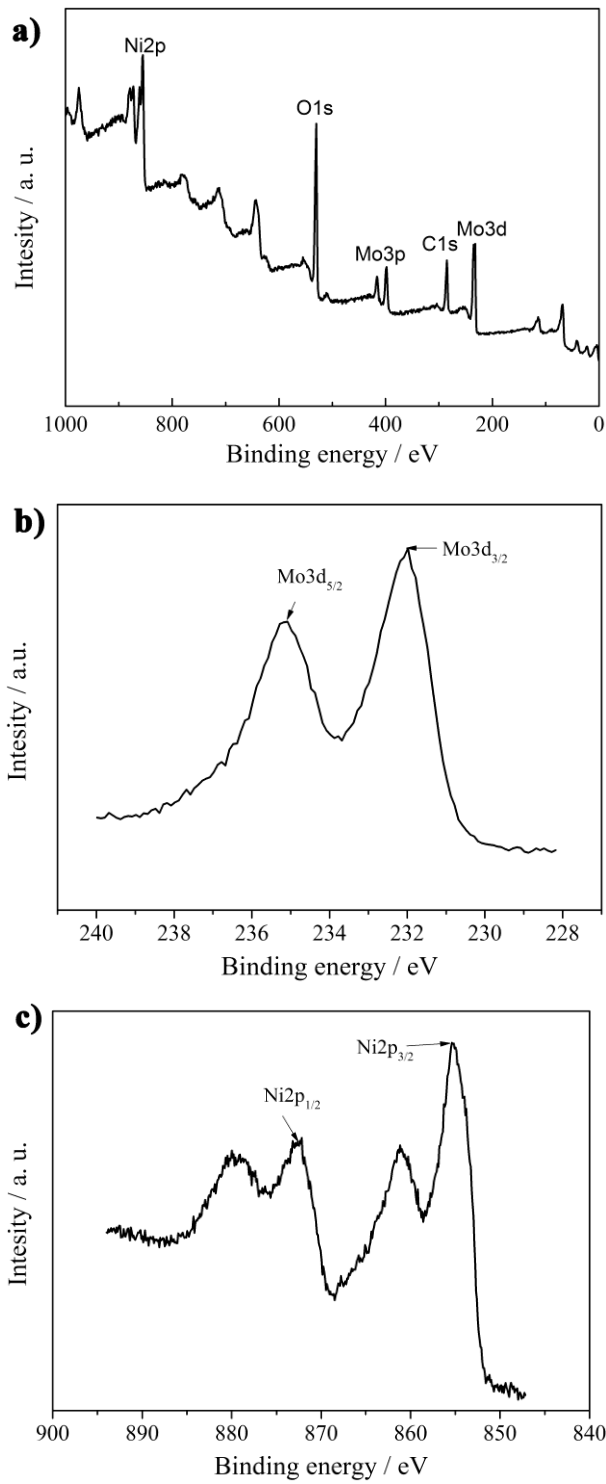 a)
Ni2p
O1s
Mo3p
C1s
Mo3d
Intesity / a. u.
1000 800 600 400 200 0
Binding energy / eV
b)
Mo3d5/2
Mo3d3/2
Intesity / a.u.
240 238 236 234 232 230 228
Binding energy / eV
c)
Ni2p3/2
Ni2p1/2
Intesity / a. u.
900 890 880 870 860 850 840
Binding energy / eV